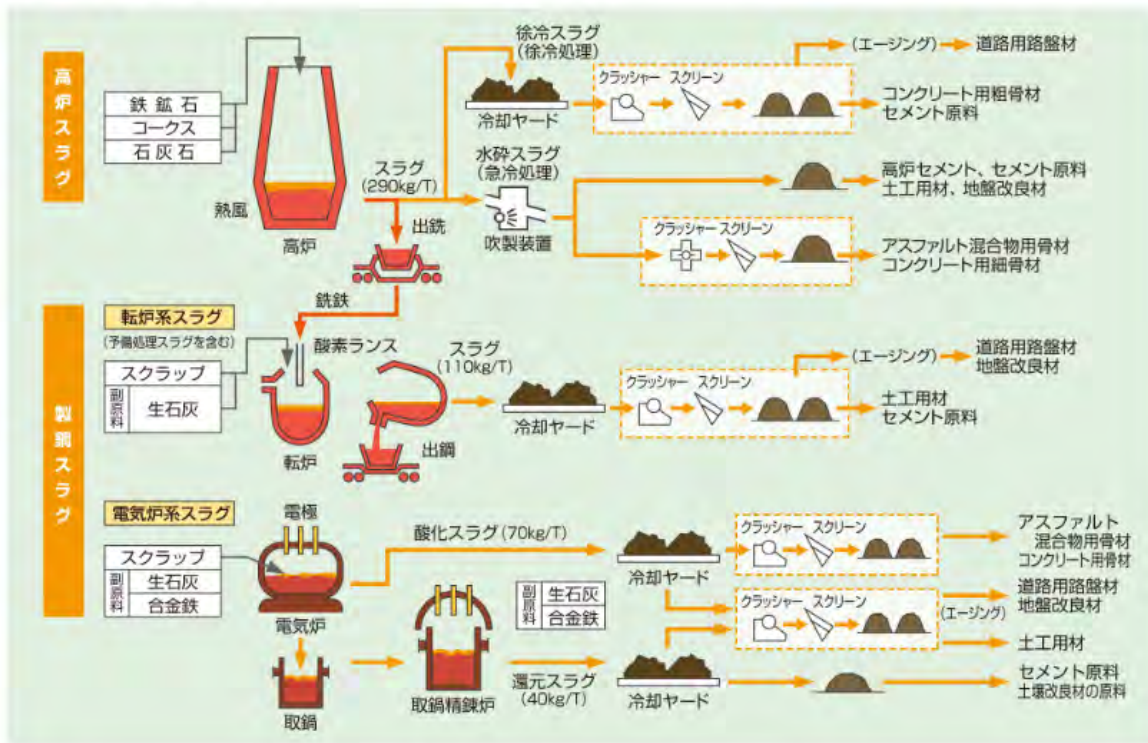 高炉スラグ
鉄鉱石
コークス
石灰石
熱風
高炉
スラグ
(290kg/T)
出銑
徐冷スラグ
(徐冷処理)
冷却ヤード
クラッシャー スクリーン
(エージング)
道路用路盤材
コンクリート用粗骨材
セメント原料
水砕スラグ
(急冷処理)
吹製装置
高炉セメント、セメント原料
土工用材、地盤改良材
クラッシャー スクリーン
アスファルト混合物用骨材
コンクリート用細骨材
銑鉄
製鋼スラグ
転炉系スラグ
(予備処理スラグを含む)
スクラップ
副原料
生石灰
酸素ランス
転炉
スラグ
(110kg/T)
出鋼
冷却ヤード
クラッシャー スクリーン
(エージング)
道路用路盤材
地盤改良材
土工用材
セメント原料
電気炉系スラグ
スクラップ
副原料
生石灰
合金鉄
電極
電気炉
取鍋
酸化スラグ(70kg/T)
副原料
生石灰
合金鉄
取鍋精錬炉
還元スラグ
(40kg/T)
冷却ヤード
クラッシャー スクリーン
アスファルト
混合物用骨材
コンクリート用骨材
クラッシャー スクリーン
(エージング)
道路用路盤材
地盤改良材
土工用材
冷却ヤード
セメント原料
土壌改良材の原料